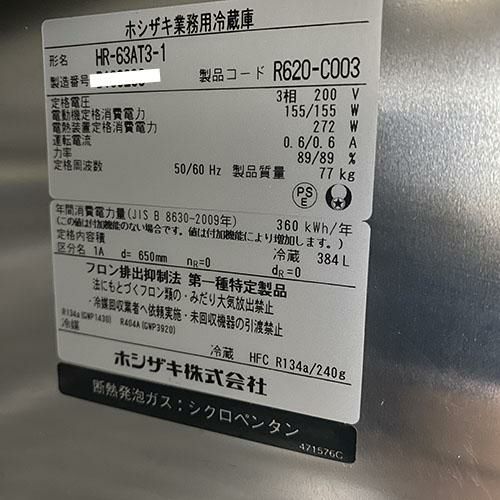 ホシザキ業務用冷蔵庫
形名 HR-63AT3-1
製造番号 製品コード R620-C003
定格電圧 3相 200 V
電動機定格消費電力 155/155 W
電熱装置定格消費電力 272 W
運転電流 0.6/0.6 A
力率 89/89 %
定格周波数 50/60 Hz 製品質量 77 kg
PS E
年間消費電力量(JIS B 8630-2009年) 360 kWh/年
(この値は付加機能のない場合です。値は付加機能により増加します。)
定格内容積 冷蔵 384 L
区分名 1A d= 650mm nR=0 dR=0
フロン排出抑制法 第一種特定製品
法にもとづくフロン類の・みだり大気放出禁止
・冷媒回収業者へ依頼実施・未回収機器の引渡禁止
R134a(GWP1430) R404A(GWP3920)
冷媒 冷蔵 HFC R134a/240g
ホシザキ株式会社
断熱発泡ガス:シクロペンタン
471576C